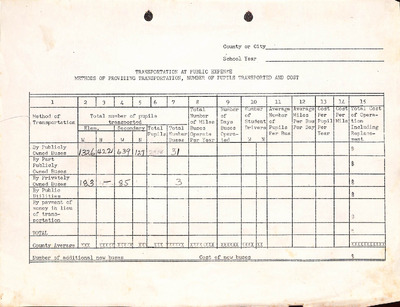 County or City
School Year
TRANSPORTATION AT PUBLIC EXPENSE
METHODS OF PROVIDING TRANSPORTATION, NUMBER OF PUPILS TRANSPORTED AND COST
1 2 3 4 5 6 7 8 9 10 11 12 13 14 15
Method of Transportation
Total number of pupils transported
Elem. Secondary
W N W N
Total Pupils
Total Number Buses
Total Number of Miles Buses Operate Per Year
Number of Days Buses Operate
Number of Student Drivers
W N
Average Number of Pupils Per Bus
Average Miles Per Bus Per Day
Cost Per Pupil For Year
Cost Per Mile
Total Cost of Operation Including Replacement
By Publicly Owned Buses 1326 639 129 31 $
By Part Publicly Owned Buses $
By Privately Owned Buses 183 - 85 3 $
By Public Utilities $
By payment of money in lieu of transportation $
TOTAL $
County Average
Number of additional new buses Cost of new buses $